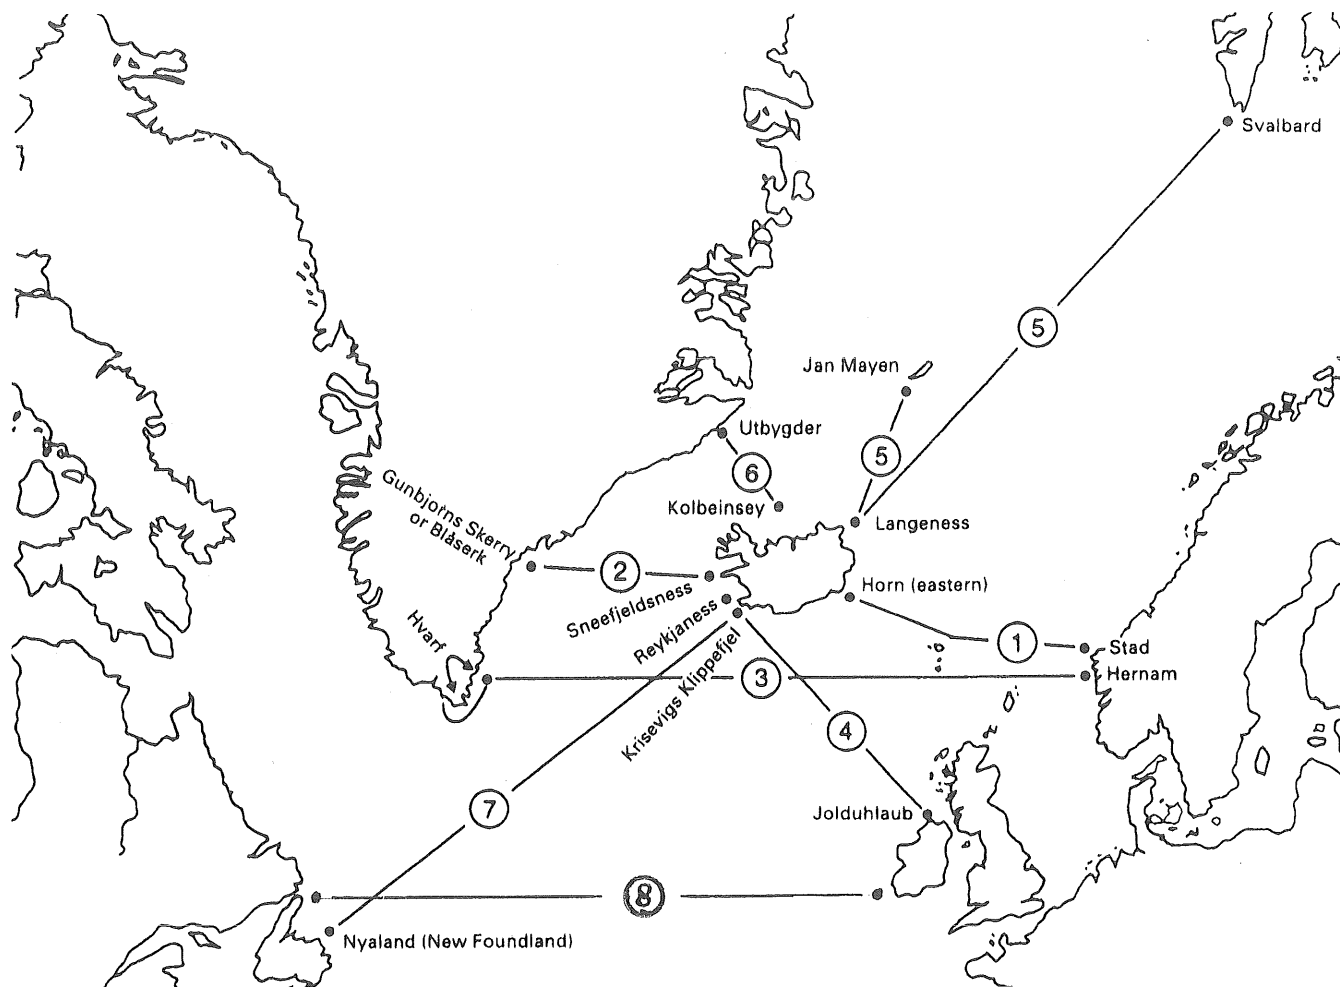 Svalbard
5
Jan Mayen
Utbygder
5
6
Gunbjorns Skerry
or Blåserk
Kolbeinsey
Langeness
2
Sneefjeldsness
Horn (eastern)
Reykjaness
Hvarf
1
Stad
Hernam
3
Krisevigs Klippefjel
4
7
Jolduhlaub
8
Nyaland (New Foundland)